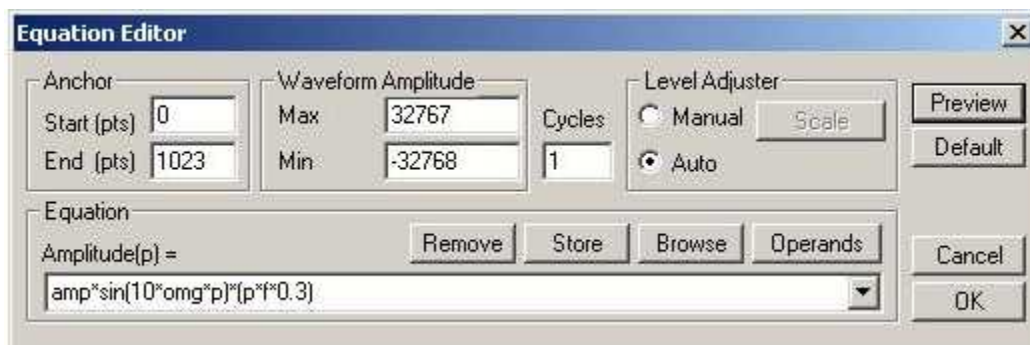 Equation Editor
Anchor
Start (pts) 0
End (pts) 1023
Waveform Amplitude
Max 32767
Min -32768
Cycles
1
Level Adjuster
Manual Scale
Auto
Preview
Default
Equation
Amplitude(p) =
Remove Store Browse Operands
amp*sin(10*omg*p)*(p*f*0.3)
Cancel
OK